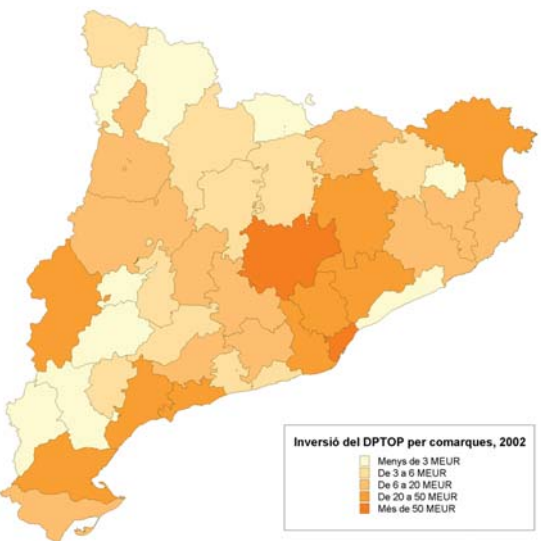 Inversió del DPTOP per comarques, 2002
Menys de 3 MEUR
De 3 a 6 MEUR
De 6 a 20 MEUR
De 20 a 50 MEUR
Més de 50 MEUR